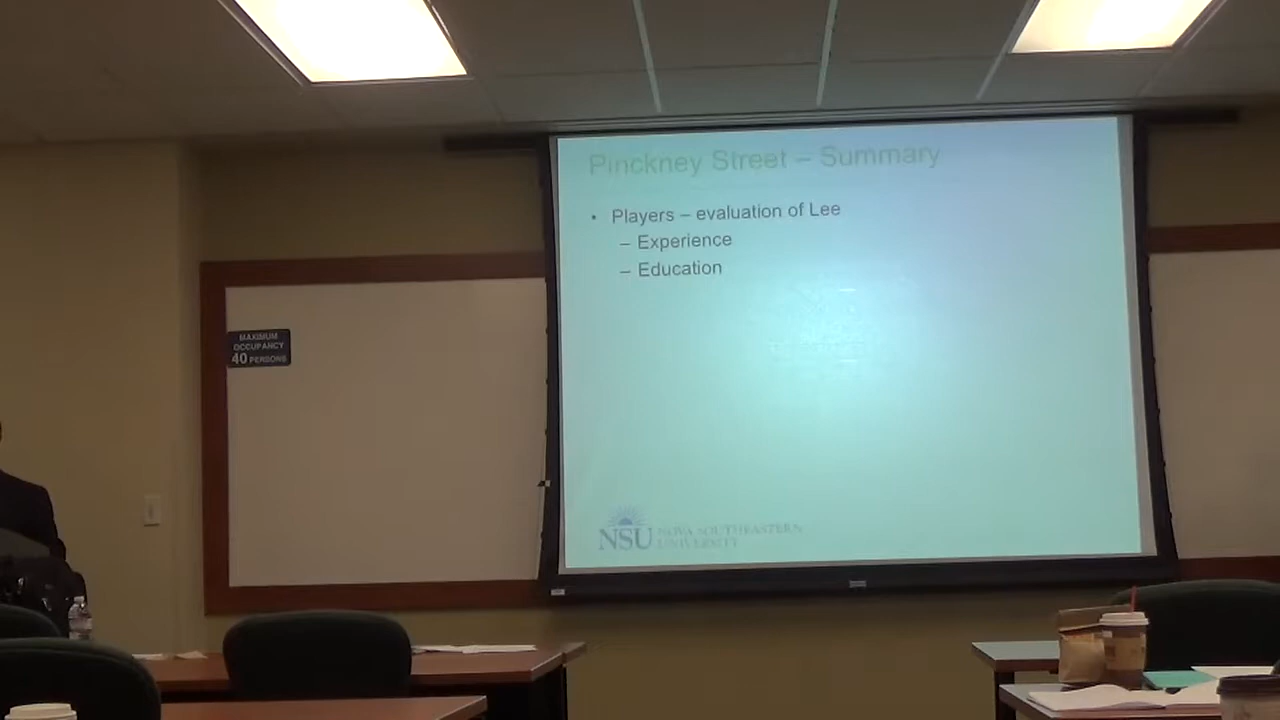 Pinckney Street – Summary
• Players – evaluation of Lee
– Experience
– Education
MAXIMUM
OCCUPANCY
40 PERSONS
NSU NOVA SOUTHEASTERN
UNIVERSITY